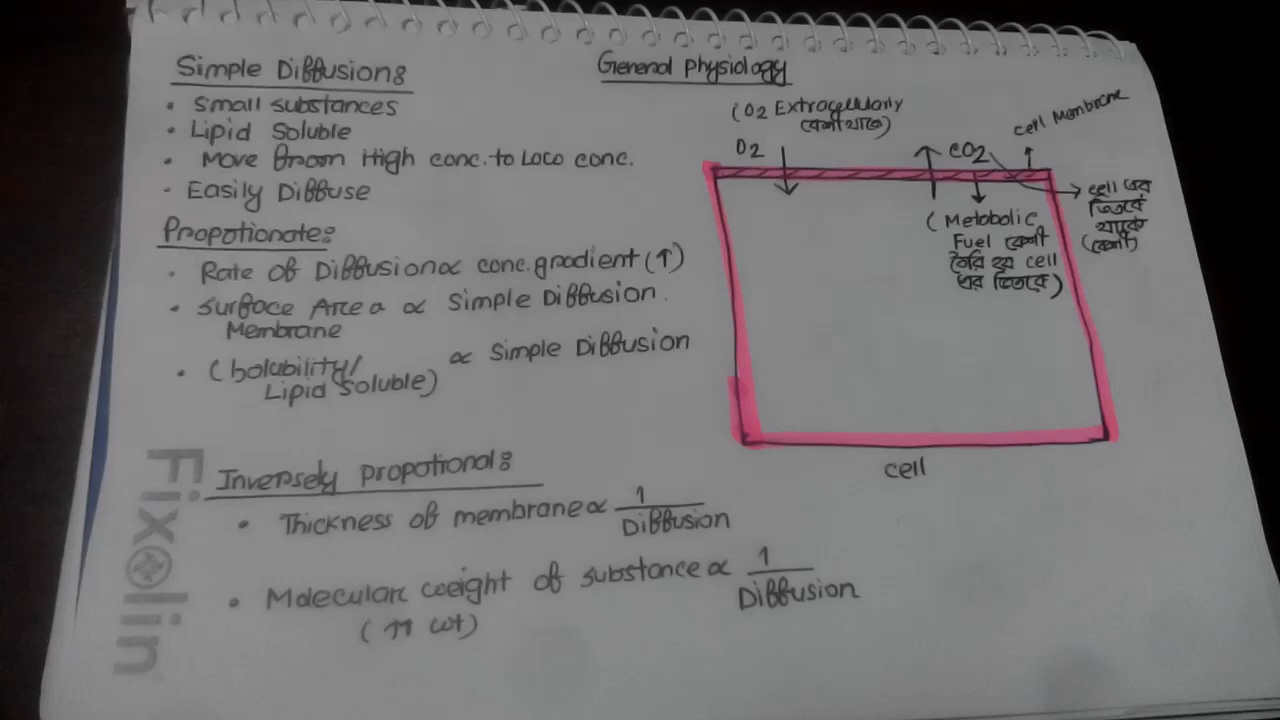 General Physiology
Simple Diffusion:
• Small substances
• Lipid Soluble
• Move from High conc. to Low conc.
• Easily Diffuse
Propotionate:
• Rate of Diffusion ∝ conc. gradient (↑)
• Surface Area ∝ Simple Diffusion.
Membrane
• (Solubility/ ∝ Simple Diffusion
Lipid Soluble)
Inversely propotional:
• Thickness of membrane ∝ 1/Diffusion
• Molecular weight of substance ∝ 1/Diffusion
(↑↑ wt)
(O2 Extracellularly
বেশী থাকে)
O2
CO2
cell Membrane
cell এর
ভিতরে
থাকে
(বেশী)
(Metabolic
Fuel বেশী
তৈরি হয় cell
এর ভিতরে)
cell
Fixolin